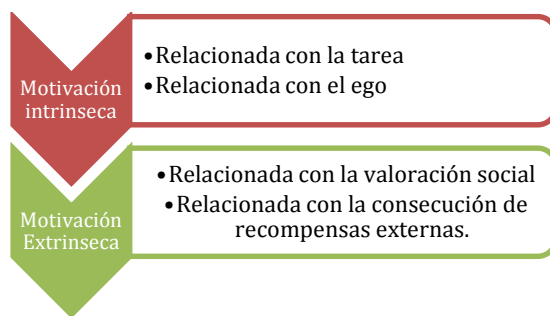 Motivación
intrinseca
•Relacionada con la tarea
•Relacionada con el ego
Motivación
Extrinseca
•Relacionada con la valoración social
•Relacionada con la consecución de
recompensas externas.